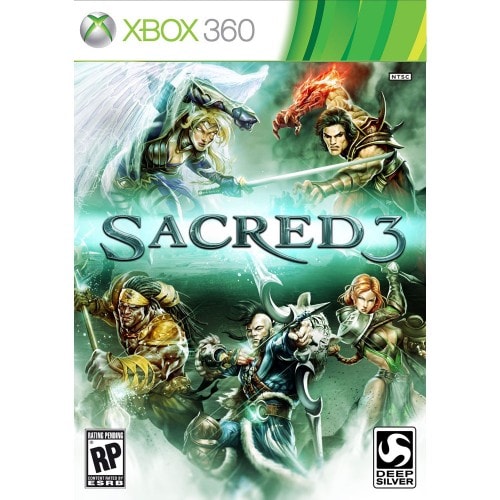 XBOX 360
NTSC
SACRED 3
RATING PENDING
RP
CONTENT RATED BY
ESRB
DEEP
SILVER